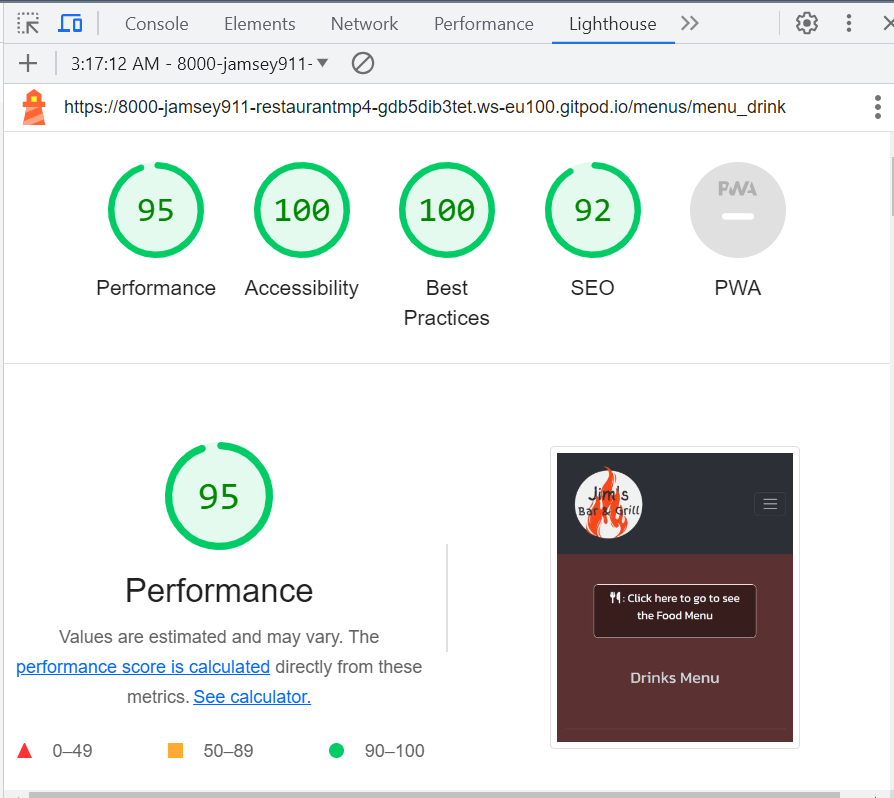 Console Elements Network Performance Lighthouse
3:17:12 AM - 8000-jamsey911-
https://8000-jamsey911-restaurantmp4-gdb5dib3tet.ws-eu100.gitpod.io/menus/menu_drink
95 100 100 92 PWA
Performance Accessibility Best Practices SEO PWA
95
Performance
Values are estimated and may vary. The
performance score is calculated directly from these
metrics. See calculator.
0–49 50–89 90–100
Jim's
Bar & Grill
: Click here to go to see
the Food Menu
Drinks Menu